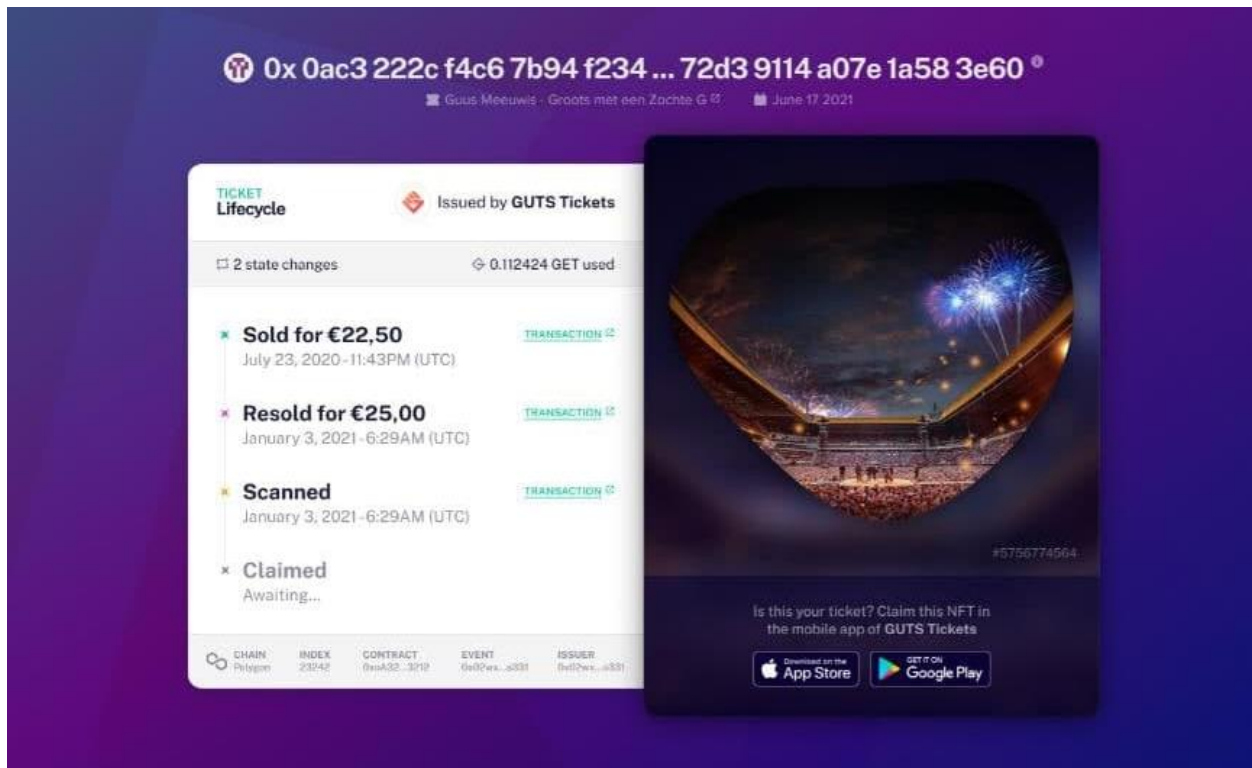 0x 0ac3 222c f4c6 7b94 f234 ... 72d3 9114 a07e 1a58 3e60
Guus Meeuwis - Groots met een Zachte G
June 17 2021
TICKET
Lifecycle
Issued by GUTS Tickets
2 state changes
0.112424 GET used
Sold for €22,50
TRANSACTION
July 23, 2020 - 11:43PM (UTC)
Resold for €25,00
TRANSACTION
January 3, 2021 - 6:29AM (UTC)
Scanned
TRANSACTION
January 3, 2021 - 6:29AM (UTC)
Claimed
Awaiting...
CHAIN
Polygon
INDEX
23242
CONTRACT
EVENT
ISSUER
#5756774564
Is this your ticket? Claim this NFT in
the mobile app of GUTS Tickets
Download on the
App Store
GET IT ON
Google Play